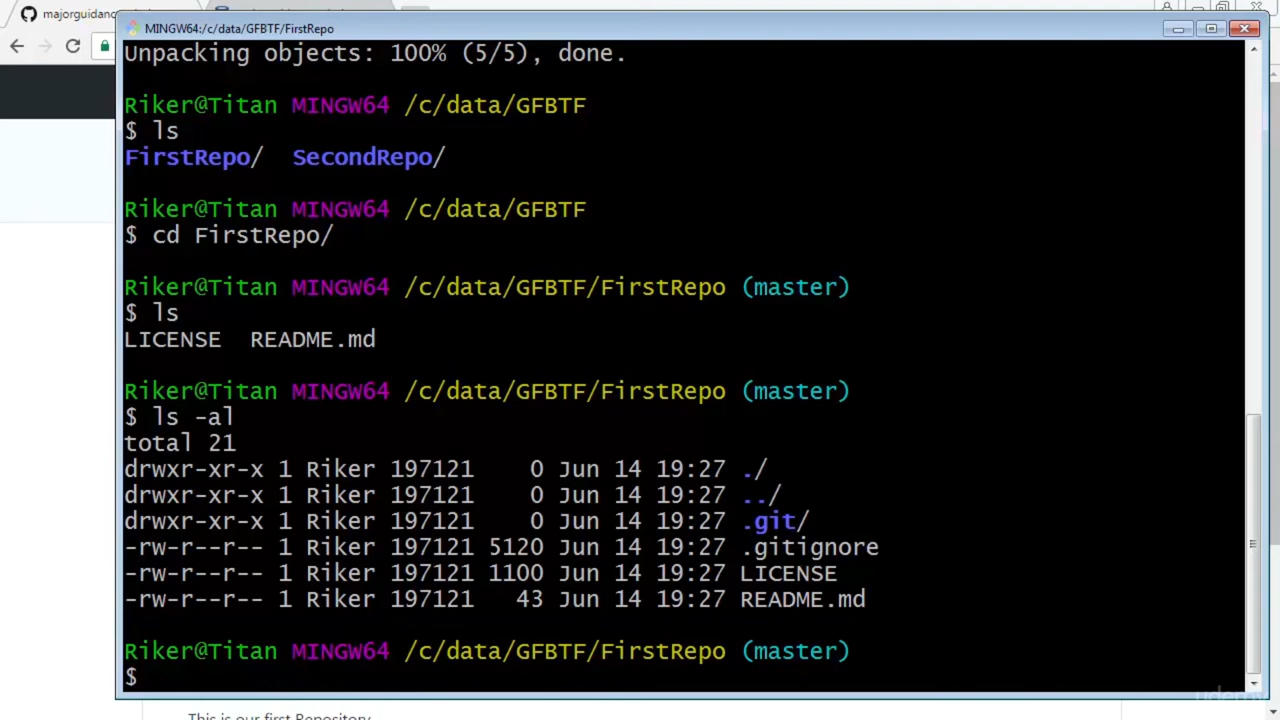 majorguidanc
MINGW64:/c/data/GFBTF/FirstRepo
Unpacking objects: 100% (5/5), done.
Riker@Titan MINGW64 /c/data/GFBTF
$ ls
FirstRepo/  SecondRepo/
Riker@Titan MINGW64 /c/data/GFBTF
$ cd FirstRepo/
Riker@Titan MINGW64 /c/data/GFBTF/FirstRepo (master)
$ ls
LICENSE  README.md
Riker@Titan MINGW64 /c/data/GFBTF/FirstRepo (master)
$ ls -al
total 21
drwxr-xr-x 1 Riker 197121    0 Jun 14 19:27 ./
drwxr-xr-x 1 Riker 197121    0 Jun 14 19:27 ../
drwxr-xr-x 1 Riker 197121    0 Jun 14 19:27 .git/
-rw-r--r-- 1 Riker 197121 5120 Jun 14 19:27 .gitignore
-rw-r--r-- 1 Riker 197121 1100 Jun 14 19:27 LICENSE
-rw-r--r-- 1 Riker 197121   43 Jun 14 19:27 README.md
Riker@Titan MINGW64 /c/data/GFBTF/FirstRepo (master)
$
This is our first Repository